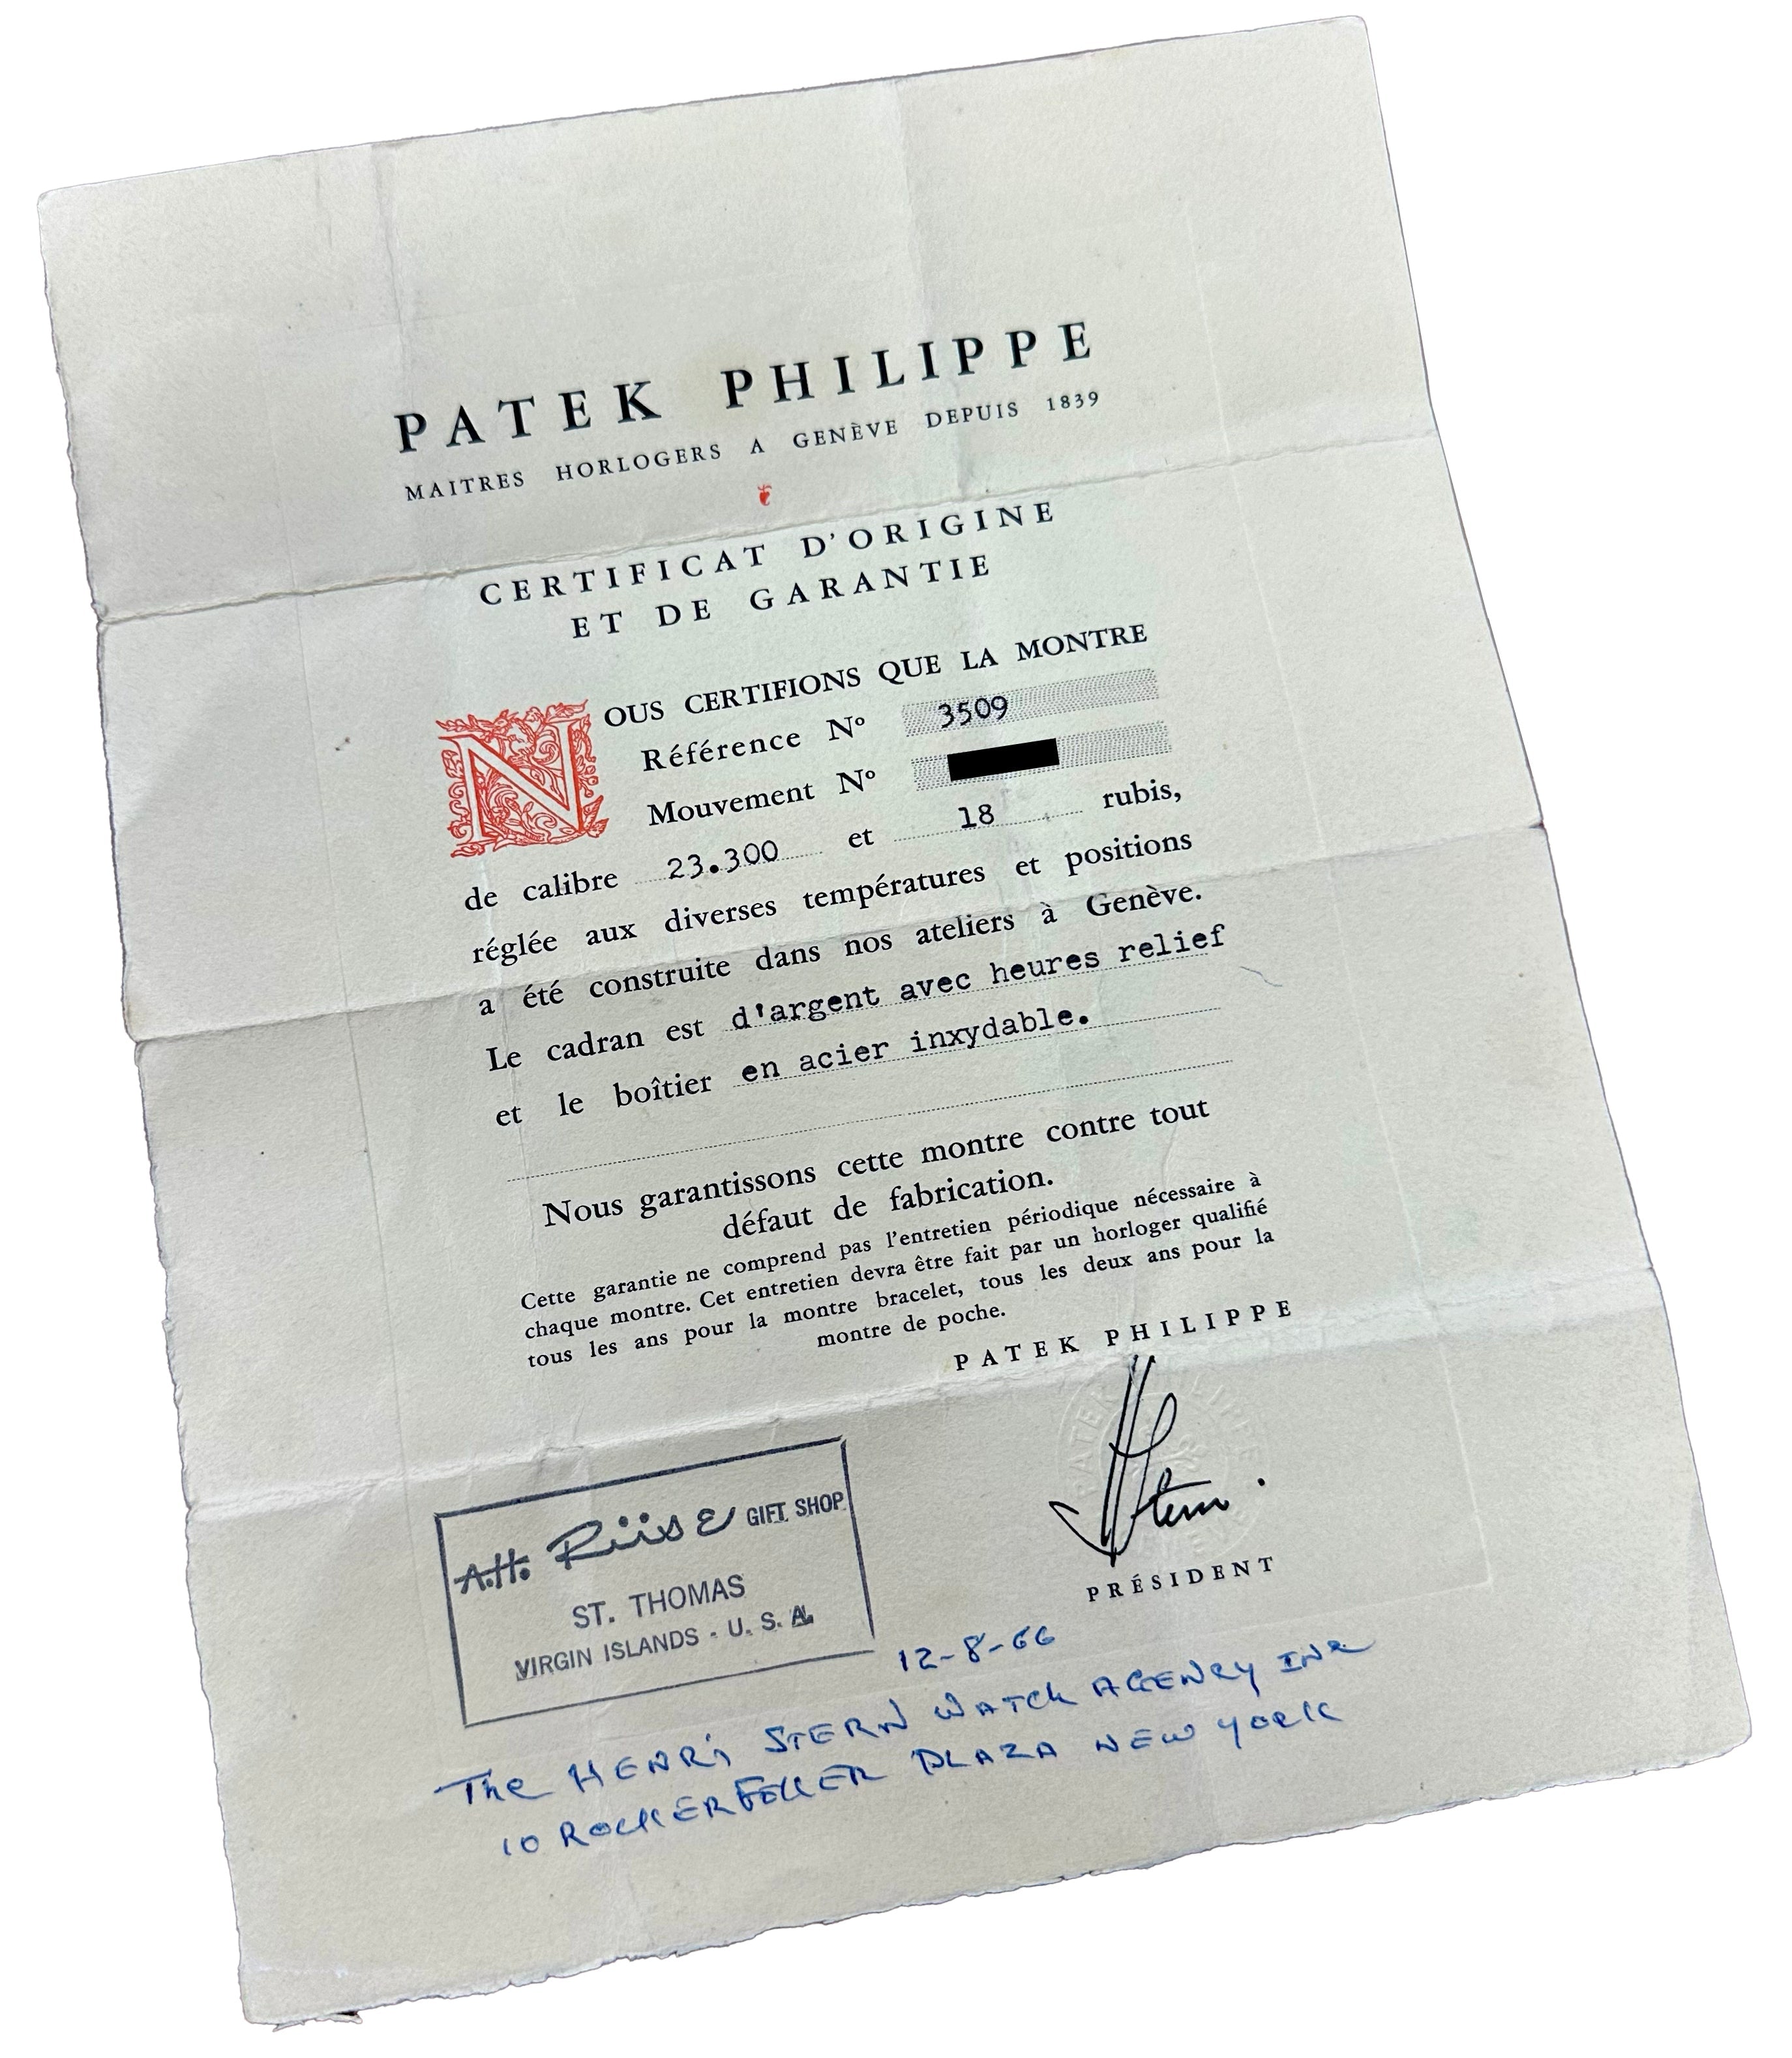 PATEK PHILIPPE
MAITRES HORLOGERS A GENÈVE DEPUIS 1839
CERTIFICAT D'ORIGINE
ET DE GARANTIE
NOUS CERTIFIONS QUE LA MONTRE
Référence Nº 3509
Mouvement Nº
de calibre 23.300 et 18 rubis,
réglée aux diverses températures et positions
a été construite dans nos ateliers à Genève.
Le cadran est d'argent avec heures relief
et le boîtier en acier inxydable.
Nous garantissons cette montre contre tout
défaut de fabrication.
Cette garantie ne comprend pas l'entretien périodique nécessaire à
chaque montre. Cet entretien devra être fait par un horloger qualifié
tous les ans pour la montre bracelet, tous les deux ans pour la
montre de poche.
PATEK PHILIPPE
PATEK PHILIPPE
Stern
PRÉSIDENT
A.H. Riise GIFT SHOP
ST. THOMAS
VIRGIN ISLANDS - U. S. A.
12-8-66
The HENRi STERN WATCH AGENCY INC
10 ROCKERFELLER PLAZA NEW YORK